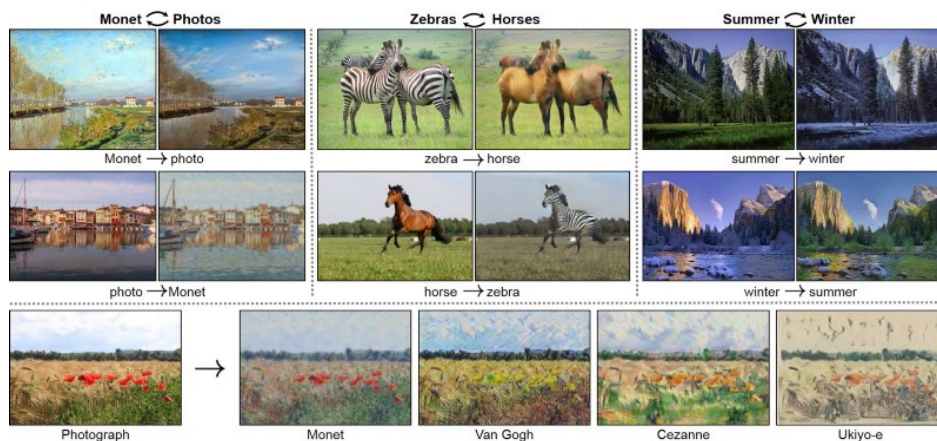 Monet ⟳ Photos
Zebras ⟳ Horses
Summer ⟳ Winter
Monet → photo
zebra → horse
summer → winter
photo → Monet
horse → zebra
winter → summer
Photograph
Monet
Van Gogh
Cezanne
Ukiyo-e